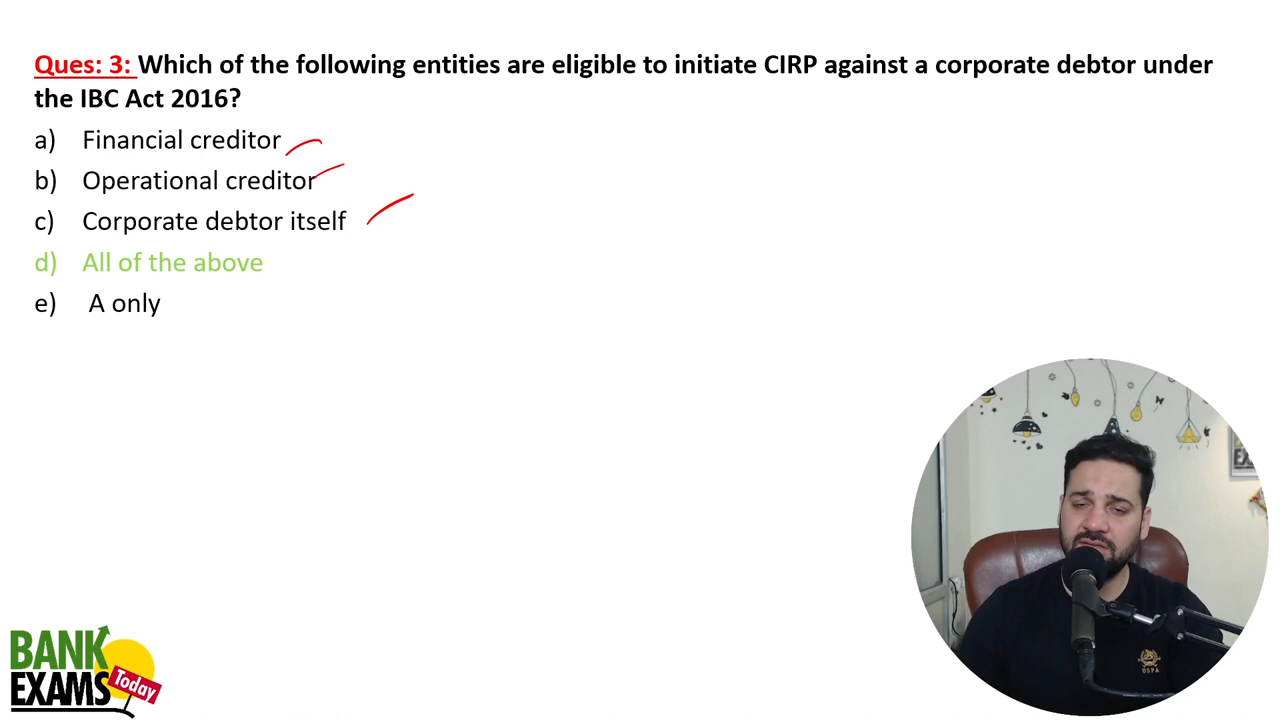 Ques: 3: Which of the following entities are eligible to initiate CIRP against a corporate debtor under
the IBC Act 2016?
a) Financial creditor
b) Operational creditor
c) Corporate debtor itself
d) All of the above
e) A only
BANK
EXAMS
Today
USPA